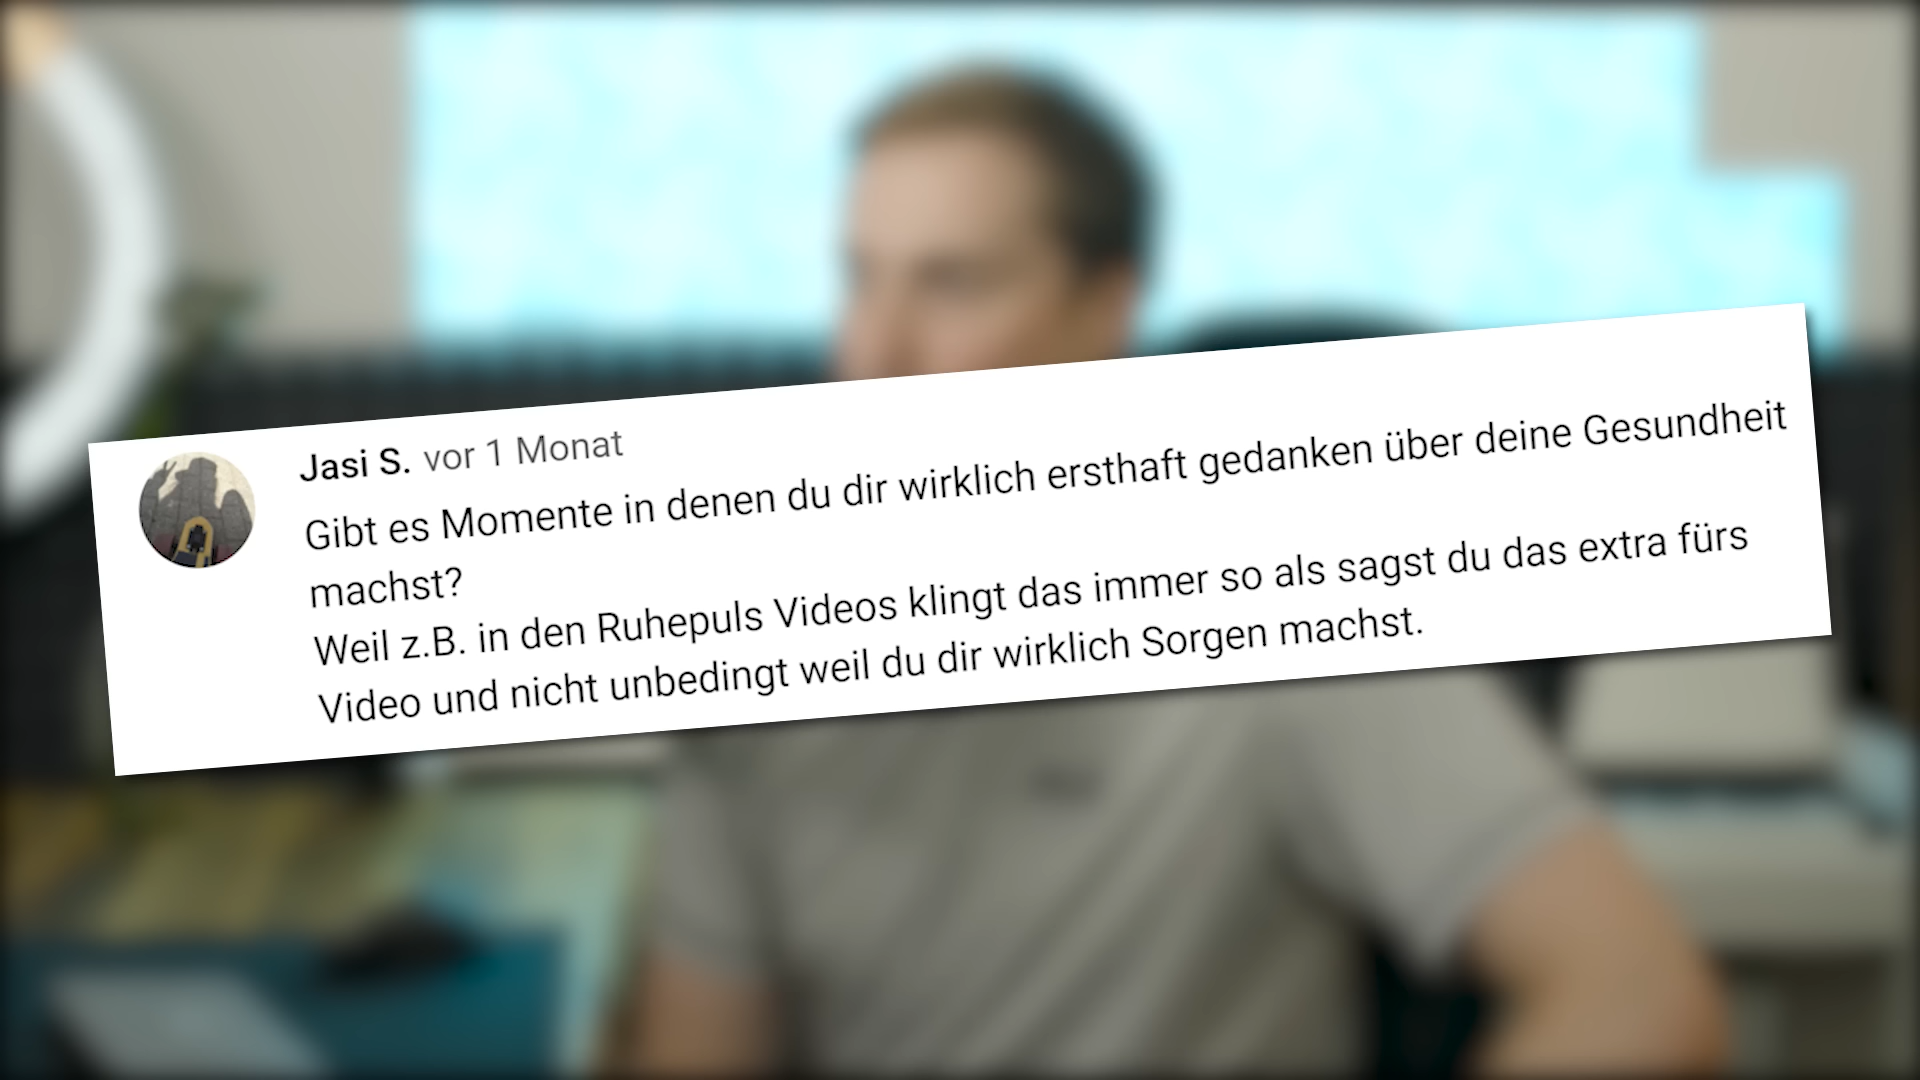 Jasi S. vor 1 Monat
Gibt es Momente in denen du dir wirklich ersthaft gedanken über deine Gesundheit
machst?
Weil z.B. in den Ruhepuls Videos klingt das immer so als sagst du das extra fürs
Video und nicht unbedingt weil du dir wirklich Sorgen machst.